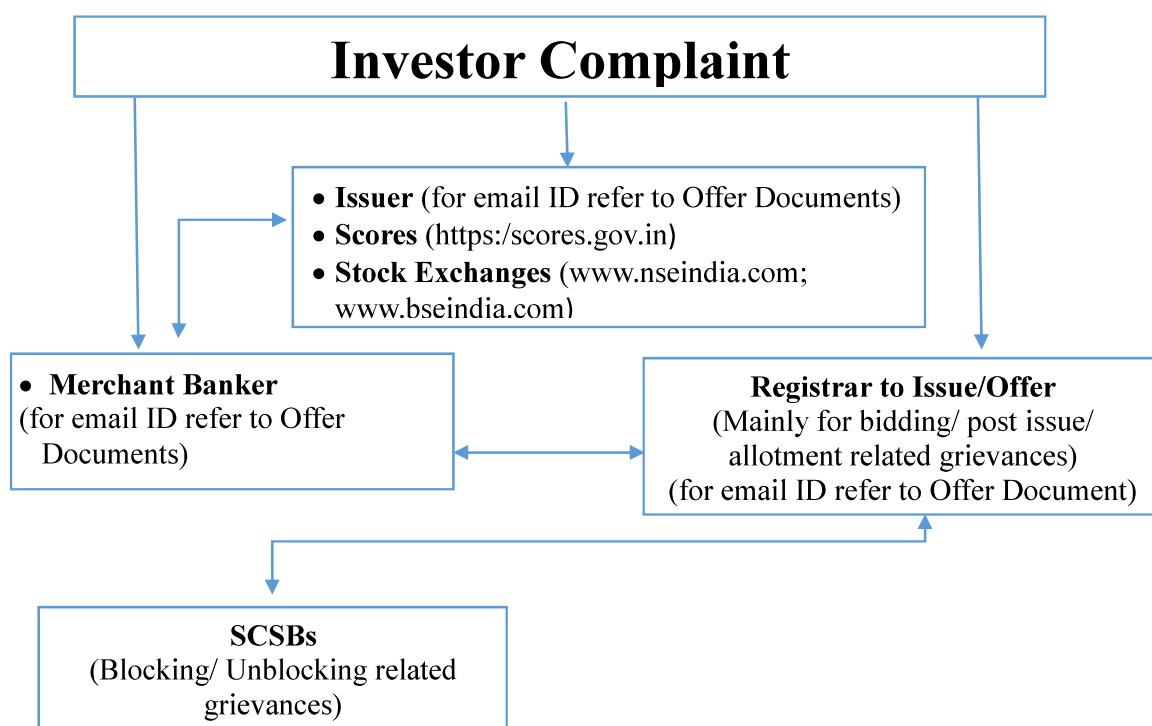 Investor Complaint
• Issuer (for email ID refer to Offer Documents)
• Scores (https:/scores.gov.in)
• Stock Exchanges (www.nseindia.com;
www.bseindia.com)
• Merchant Banker
(for email ID refer to Offer
Documents)
Registrar to Issue/Offer
(Mainly for bidding/ post issue/
allotment related grievances)
(for email ID refer to Offer Document)
SCSBs
(Blocking/ Unblocking related
grievances)